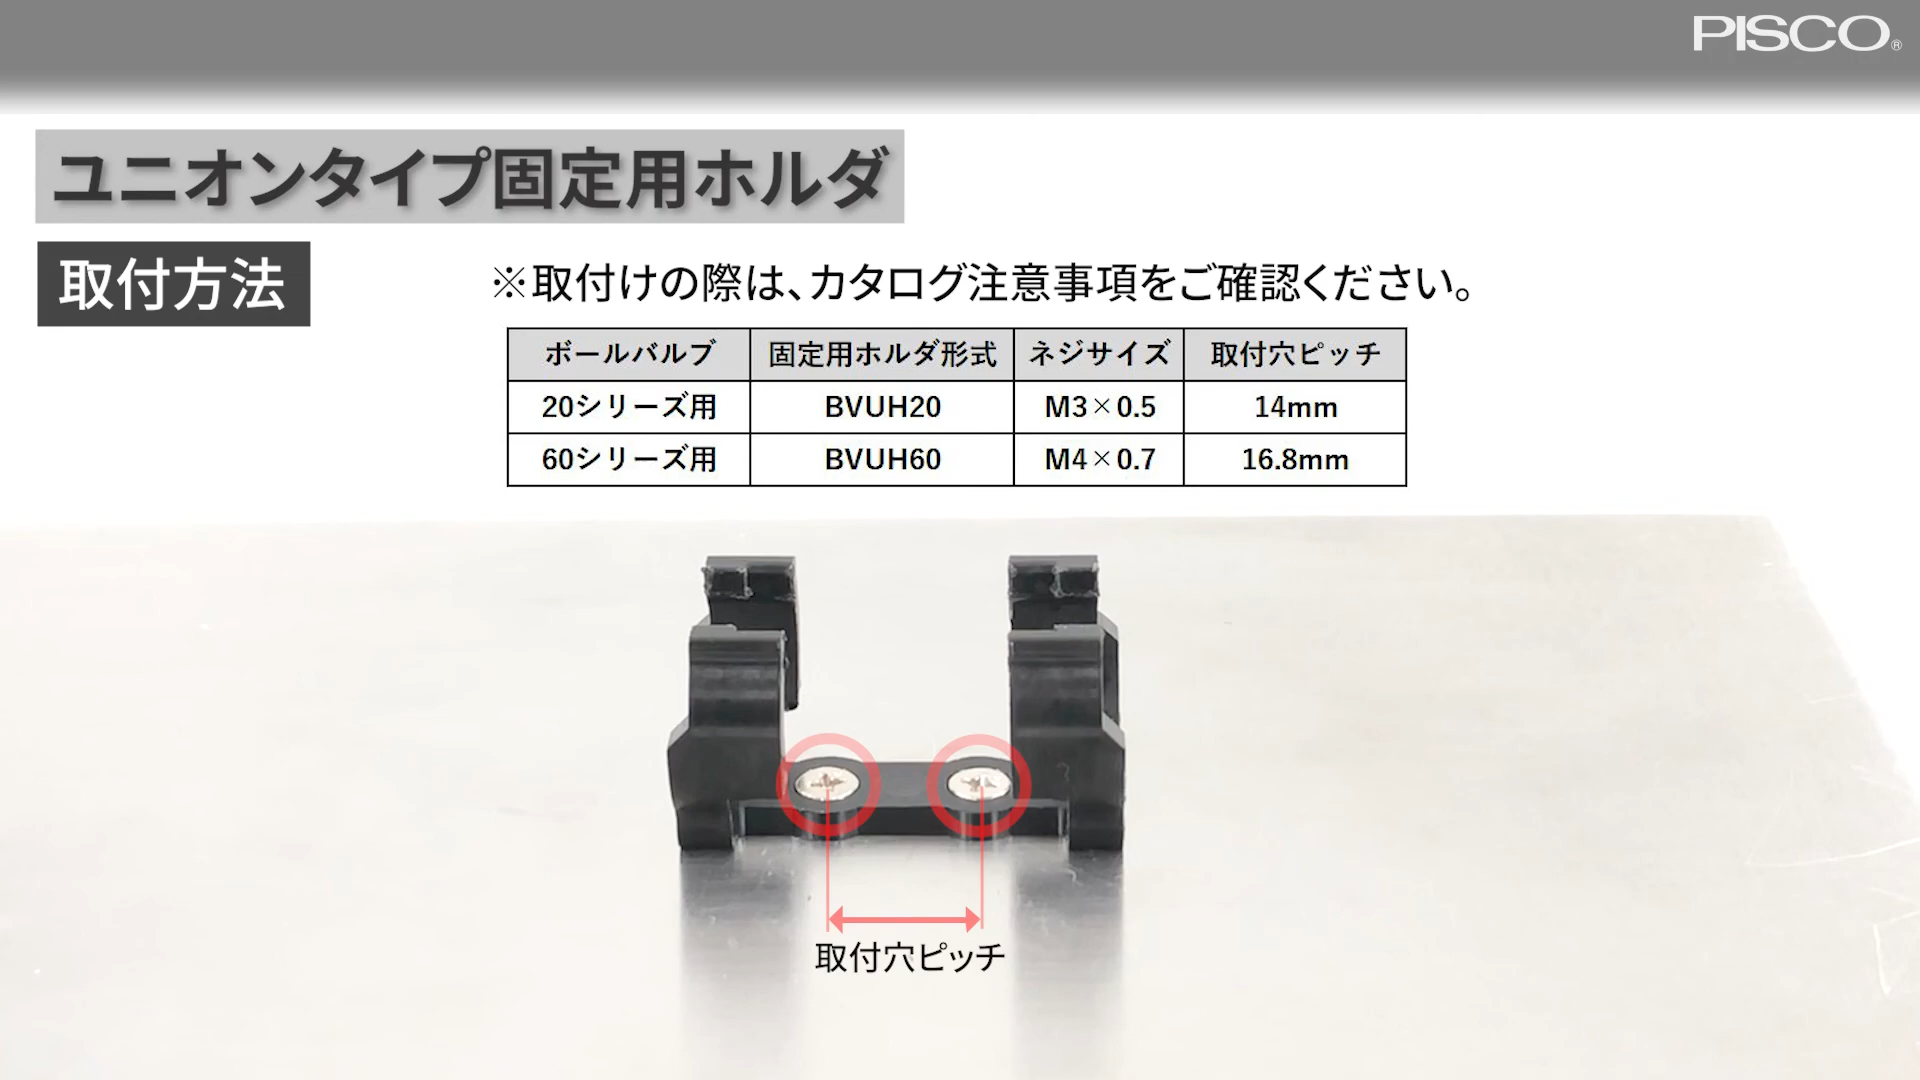 PISCO®
ユニオンタイプ固定用ホルダ
取付方法
※取付けの際は、カタログ注意事項をご確認ください。
ボールバルブ 固定用ホルダ形式 ネジサイズ 取付穴ピッチ
20シリーズ用 BVUH20 M3×0.5 14mm
60シリーズ用 BVUH60 M4×0.7 16.8mm
取付穴ピッチ